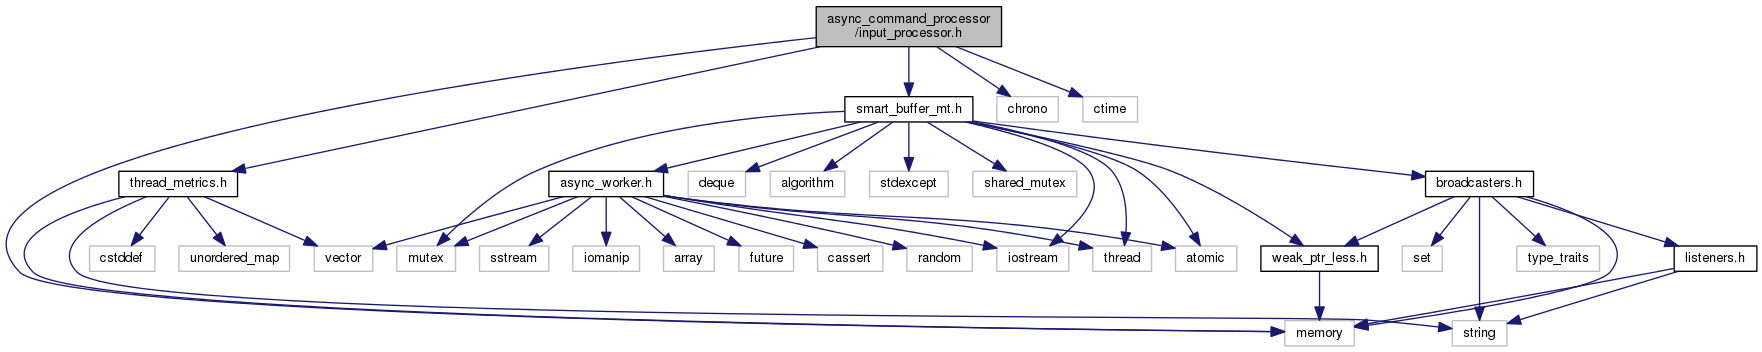 async_command_processor
/input_processor.h
smart_buffer_mt.h
chrono
ctime
thread_metrics.h
async_worker.h
deque
algorithm
stdexcept
shared_mutex
broadcasters.h
cstddef
unordered_map
vector
mutex
sstream
iomanip
array
future
cassert
random
iostream
thread
atomic
weak_ptr_less.h
set
type_traits
listeners.h
memory
string